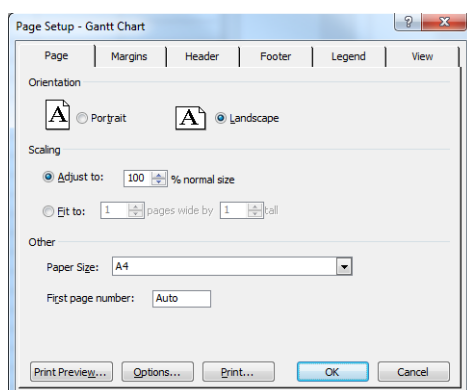 Page Setup - Gantt Chart
Page Margins Header Footer Legend View
Orientation
A Portrait A Landscape
Scaling
Adjust to: 100 % normal size
Fit to: 1 pages wide by 1 tall
Other
Paper Size: A4
First page number: Auto
Print Preview... Options... Print... OK Cancel